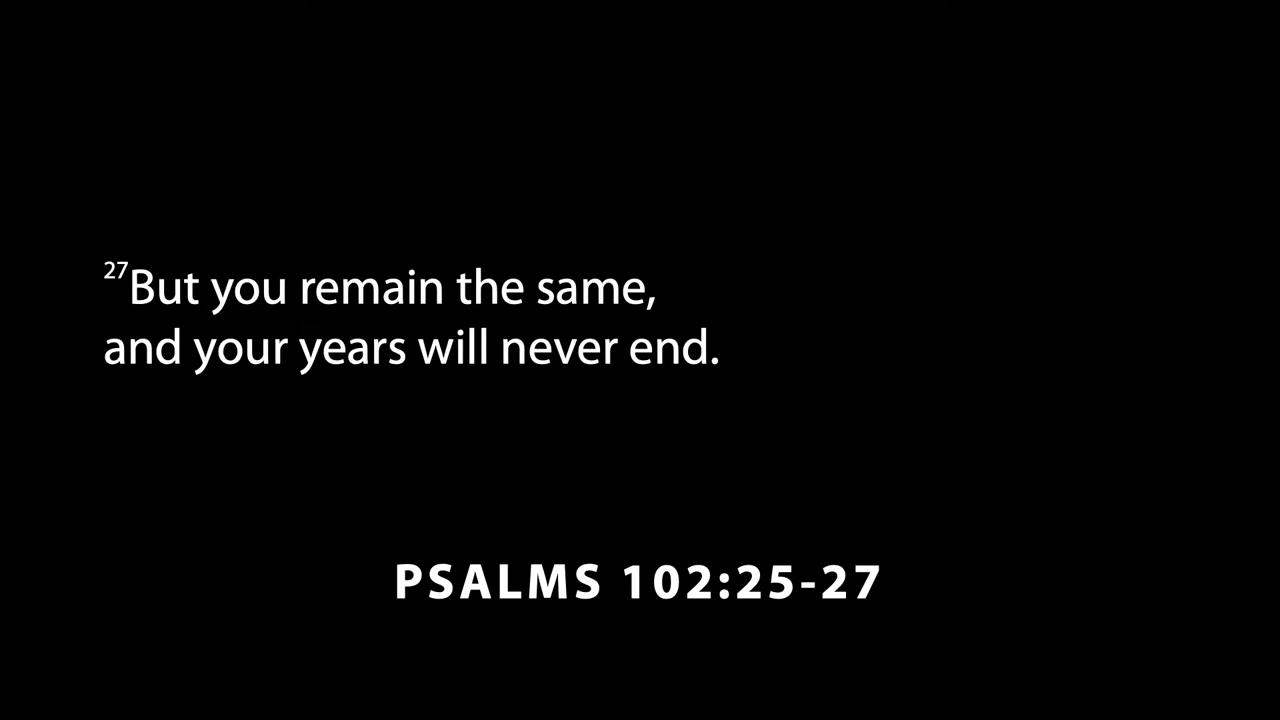 27But you remain the same,
and your years will never end.
PSALMS 102:25-27